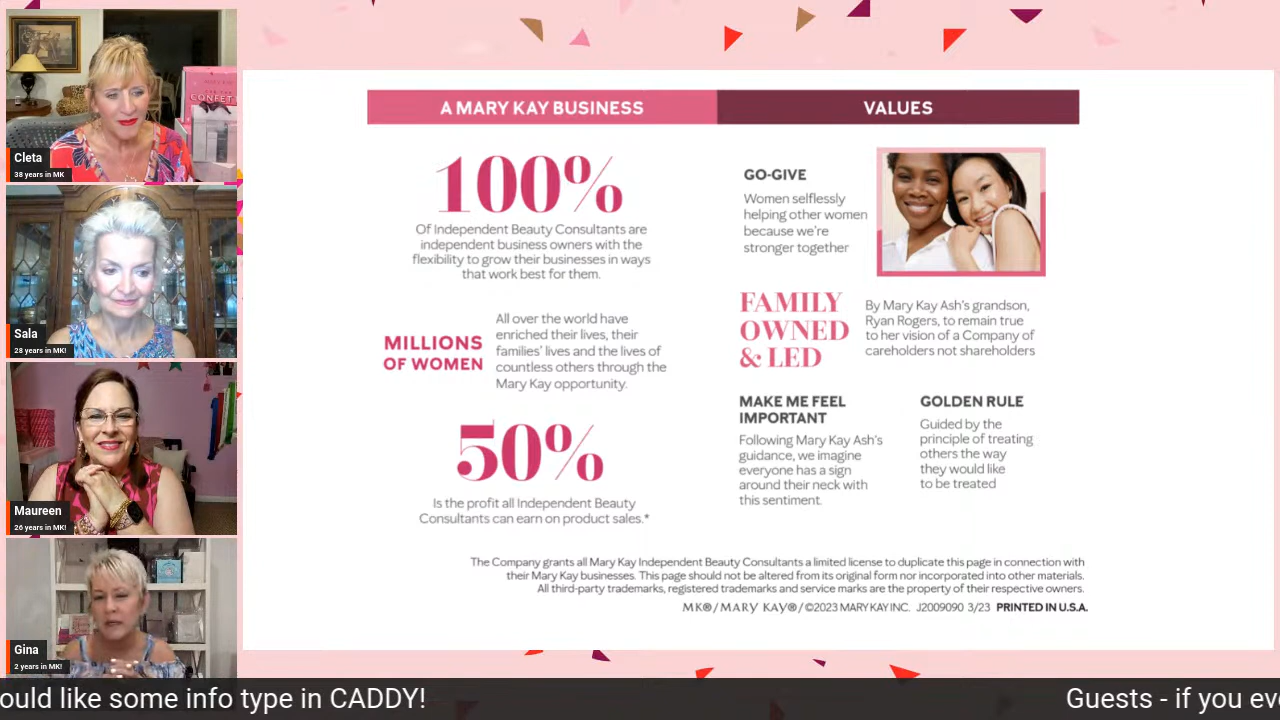 CONFET
Cleta
38 years in MK
Sala
28 years in MK!
Maureen
26 years in MK!
Gina
2 years in MK!
A MARY KAY BUSINESS
100%
Of Independent Beauty Consultants are
independent business owners with the
flexibility to grow their businesses in ways
that work best for them.
MILLIONS
OF WOMEN
All over the world have
enriched their lives, their
families' lives and the lives of
countless others through the
Mary Kay opportunity.
50%
Is the profit all Independent Beauty
Consultants can earn on product sales.*
VALUES
GO-GIVE
Women selflessly
helping other women
because we're
stronger together
FAMILY
OWNED
& LED
By Mary Kay Ash's grandson,
Ryan Rogers, to remain true
to her vision of a Company of
careholders not shareholders
MAKE ME FEEL
IMPORTANT
Following Mary Kay Ash's
guidance, we imagine
everyone has a sign
around their neck with
this sentiment.
GOLDEN RULE
Guided by the
principle of treating
others the way
they would like
to be treated
The Company grants all Mary Kay Independent Beauty Consultants a limited license to duplicate this page in connection with
their Mary Kay businesses. This page should not be altered from its original form nor incorporated into other materials.
All third-party trademarks, registered trademarks and service marks are the property of their respective owners.
MK®/MARY KAY®/©2023 MARY KAY INC. J2009090 3/23 PRINTED IN U.S.A.
ould like some info type in CADDY! Guests - if you eve